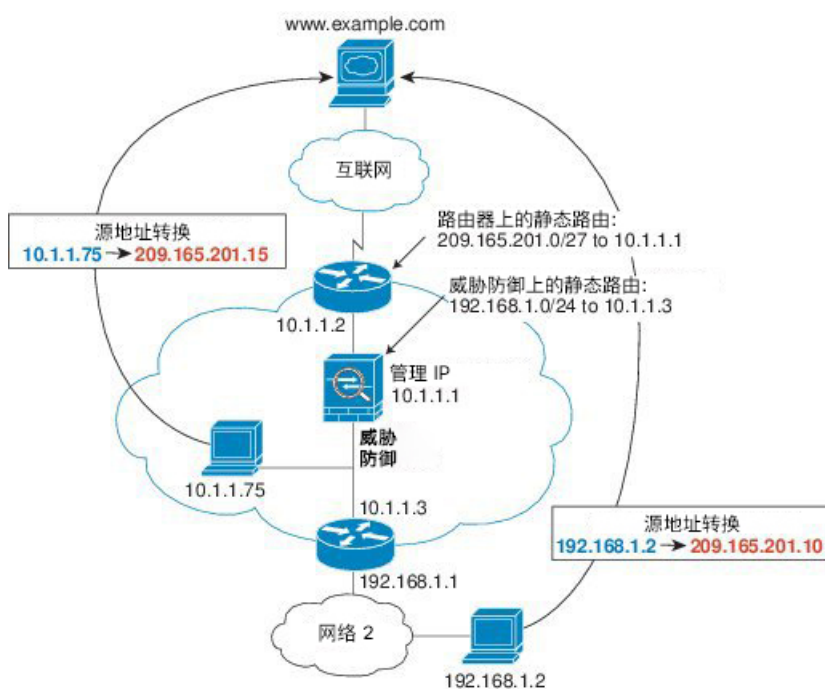 www.example.com
互联网
源地址转换
10.1.1.75 → 209.165.201.15
路由器上的静态路由:
209.165.201.0/27 to 10.1.1.1
威胁防御上的静态路由:
192.168.1.0/24 to 10.1.1.3
10.1.1.2
管理 IP
10.1.1.1
威胁
防御
10.1.1.75
10.1.1.3
源地址转换
192.168.1.2 → 209.165.201.10
192.168.1.1
网络 2
192.168.1.2